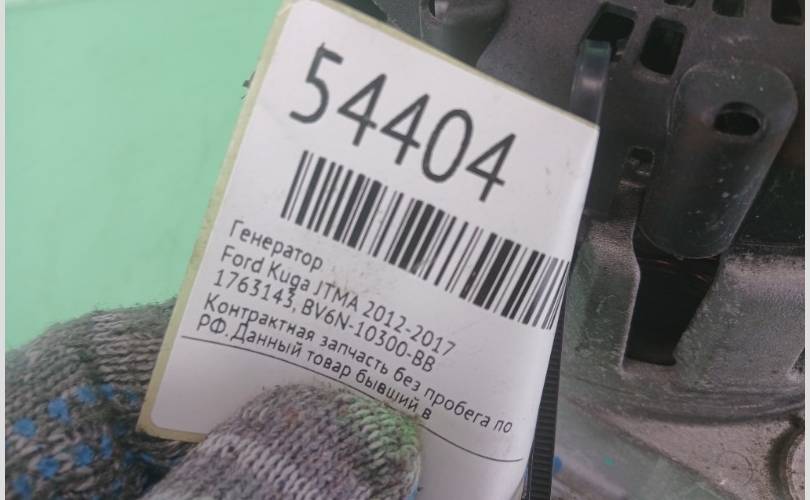 54404
Генератор
Ford Kuga JTMA 2012-2017
1763143, BV6N-10300-BB
Контрактная запчасть без пробега по
РФ. Данный товар бывший в